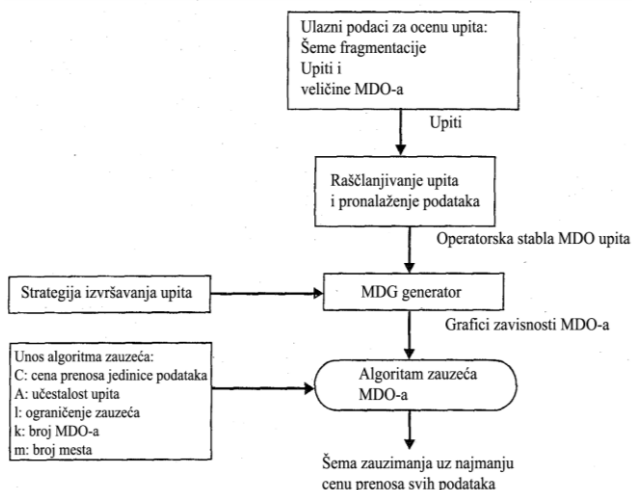 Ulazni podaci za ocenu upita:
Šeme fragmentacije
Upiti i
veličine MDO-a
Upiti
Raščlanjivanje upita
i pronalaženje podataka
Operatorska stabla MDO upita
Strategija izvršavanja upita
MDG generator
Grafici zavisnosti MDO-a
Unos algoritma zauzeća:
C: cena prenosa jedinice podataka
A: učestalost upita
l: ograničenje zauzeća
k: broj MDO-a
m: broj mesta
Algoritam zauzeća
MDO-a
Šema zauzimanja uz najmanju
cenu prenosa svih podataka